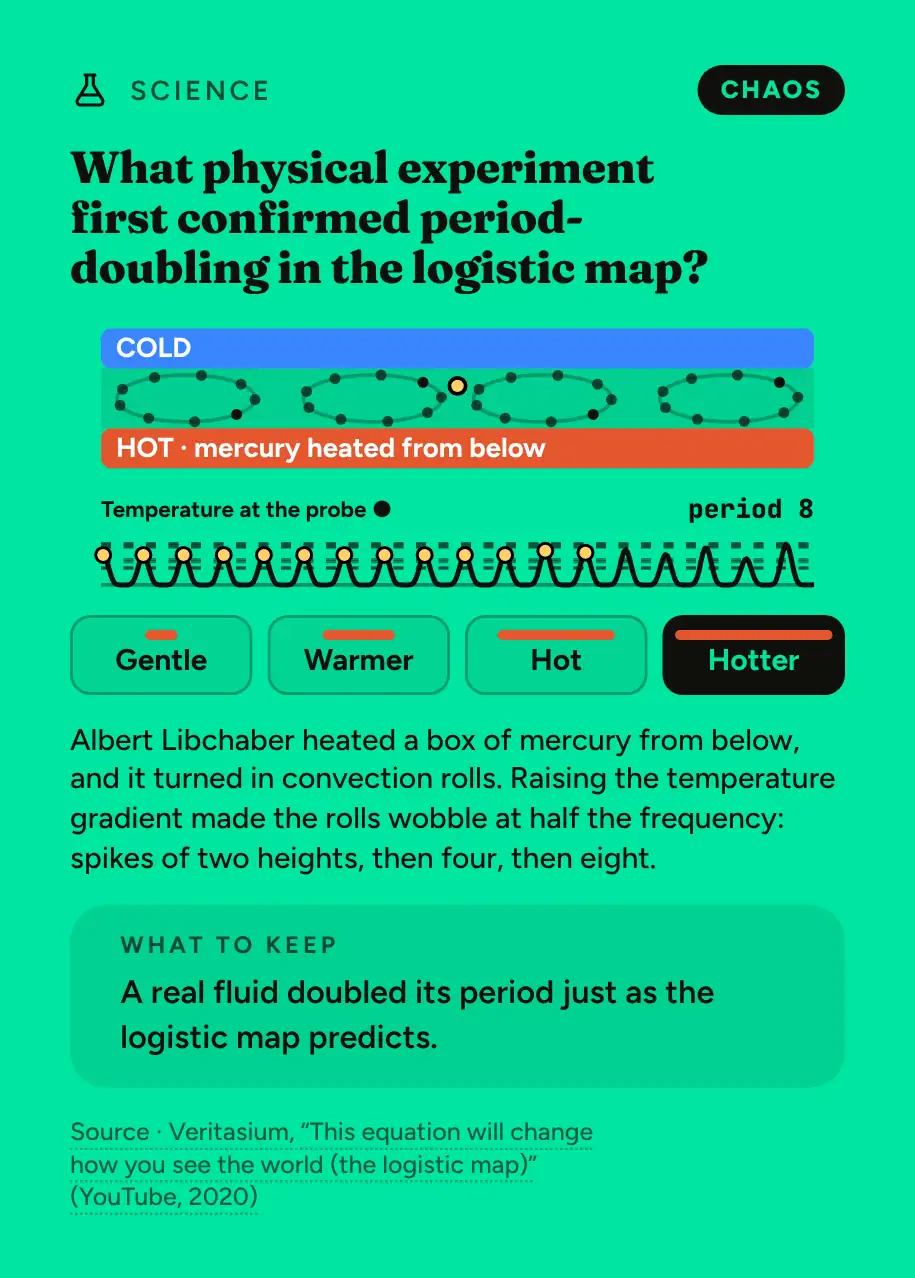 SCIENCE
CHAOS
What physical experiment
first confirmed period-
doubling in the logistic map?
COLD
HOT · mercury heated from below
Temperature at the probe
period 8
Gentle
Warmer
Hot
Hotter
Albert Libchaber heated a box of mercury from below,
and it turned in convection rolls. Raising the temperature
gradient made the rolls wobble at half the frequency:
spikes of two heights, then four, then eight.
WHAT TO KEEP
A real fluid doubled its period just as the
logistic map predicts.
Source · Veritasium, “This equation will change
how you see the world (the logistic map)”
(YouTube, 2020)